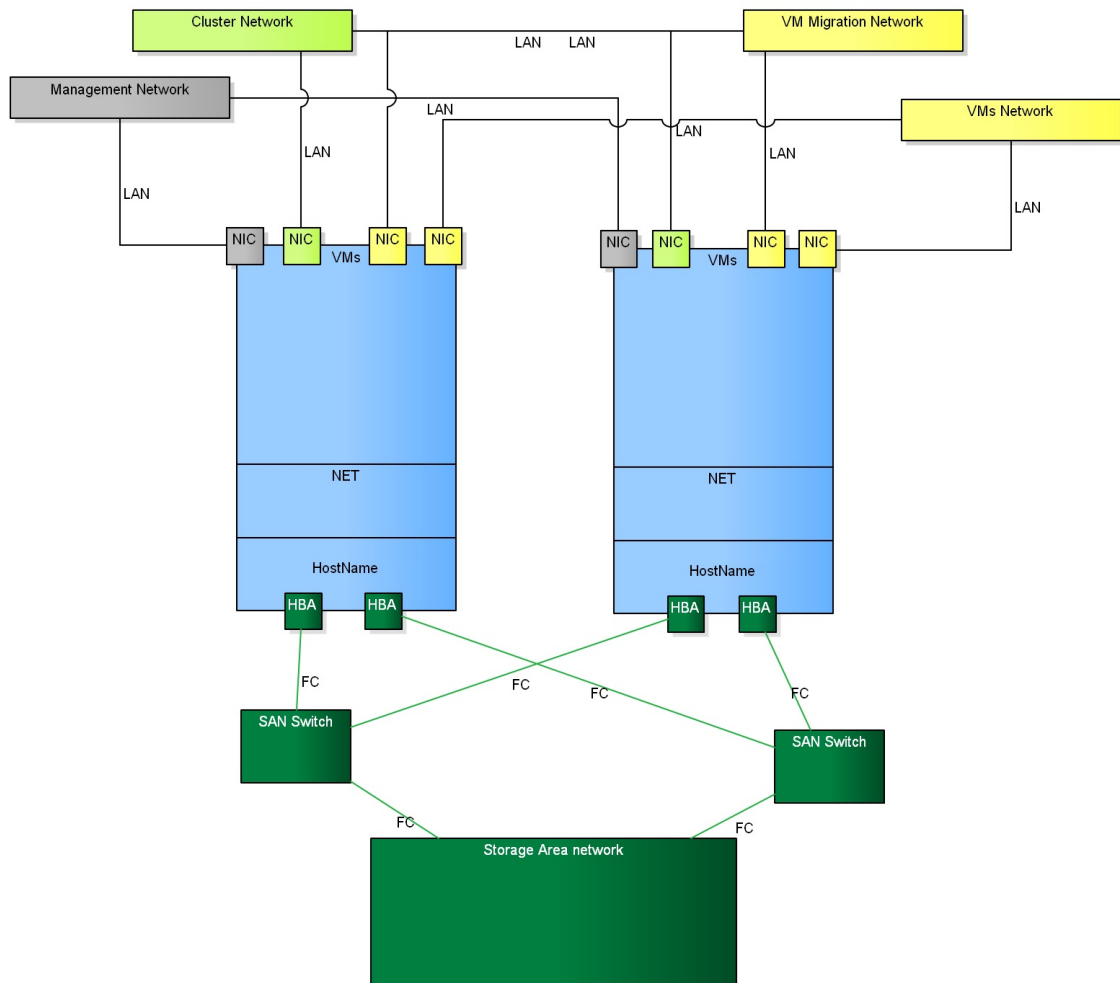 Cluster Network
VM Migration Network
LAN
LAN
Management Network
LAN
VMs Network
LAN
LAN
LAN
LAN
LAN
NIC
NIC
NIC
NIC
NIC
NIC
NIC
NIC
VMs
VMs
NET
NET
HostName
HostName
HBA
HBA
HBA
HBA
FC
FC
FC
FC
SAN Switch
SAN Switch
FC
FC
Storage Area network